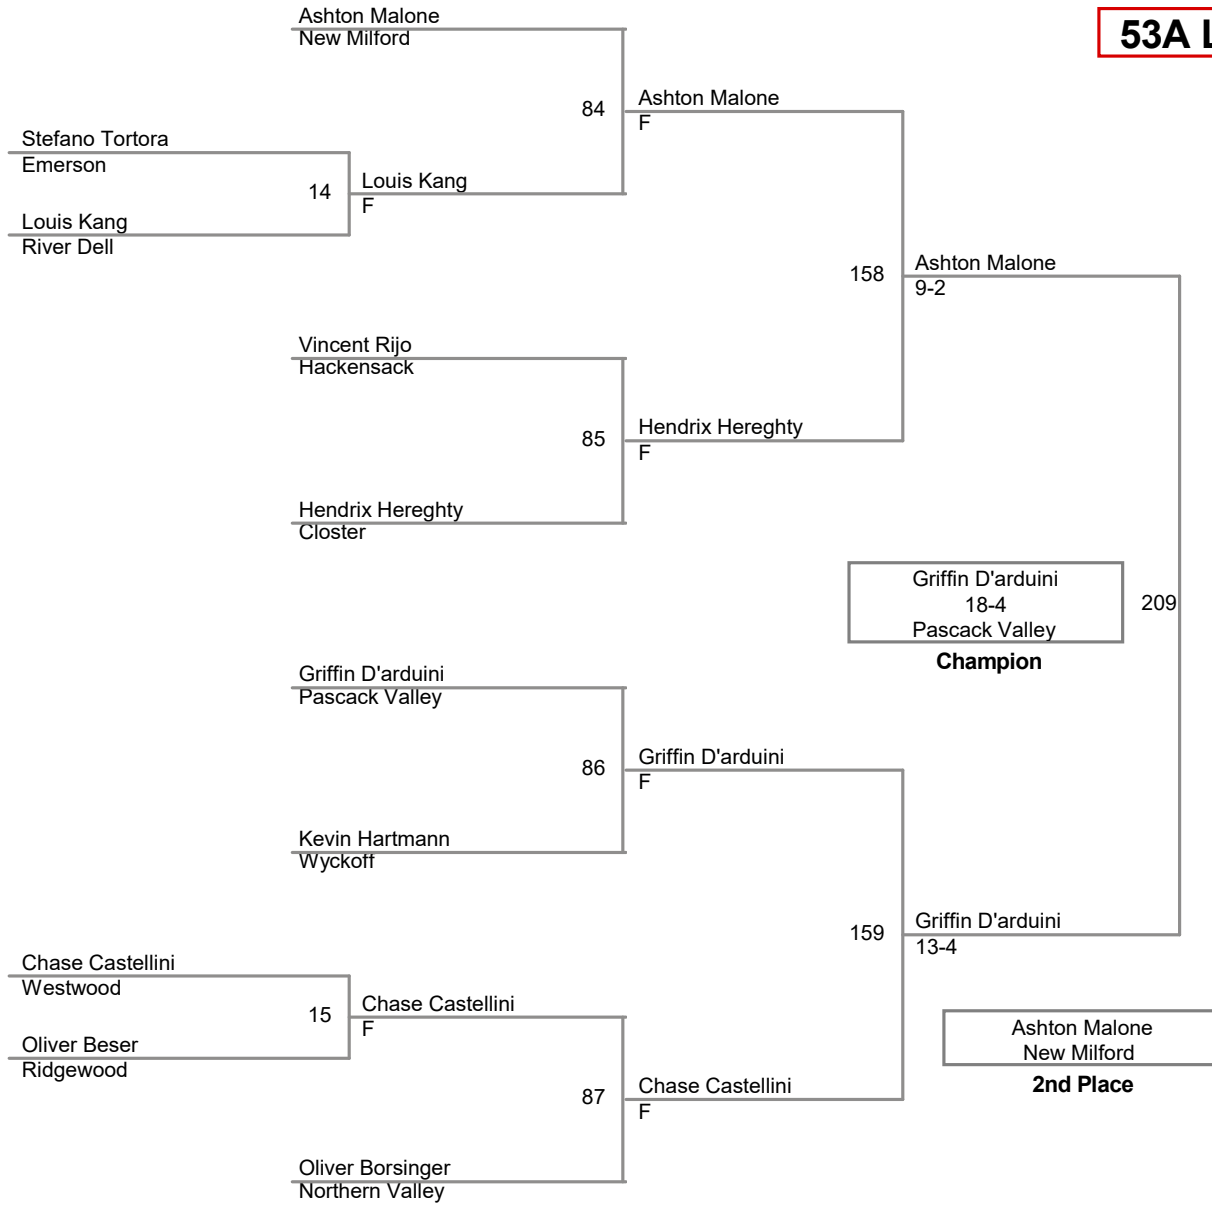 Ashton Malone
New Milford
53A L
84
Ashton Malone
F
Stefano Tortora
Emerson
14
Louis Kang
F
Louis Kang
River Dell
158
Ashton Malone
9-2
Vincent Rijo
Hackensack
85
Hendrix Hereghty
F
Hendrix Hereghty
Closter
Griffin D'arduini
18-4
Pascack Valley
209
Champion
Griffin D'arduini
Pascack Valley
86
Griffin D'arduini
F
Kevin Hartmann
Wyckoff
159
Griffin D'arduini
13-4
Chase Castellini
Westwood
15
Chase Castellini
F
Oliver Beser
Ridgewood
Ashton Malone
New Milford
2nd Place
87
Chase Castellini
F
Oliver Borsinger
Northern Valley